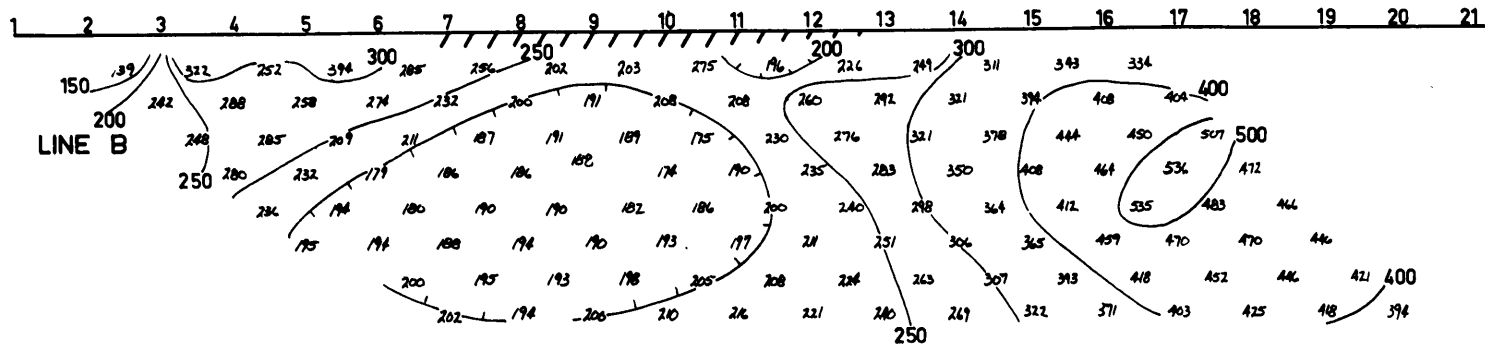 1 2 3 4 5 6 7 8 9 10 11 12 13 14 15 16 17 18 19 20 21
300 250 200 300
139 322 252 394 285 256 202 203 275 196 226 249 311 343 334
150
400
242 288 258 274 232 200 191 208 208 260 292 321 394 408 404
200
500
LINE B
248 285 209 211 187 191 189 175 230 276 321 378 444 450 507
280 232 179 186 186 182 174 190 235 283 350 408 464 536 472
250
236 194 180 190 190 182 186 200 240 298 364 412 535 483 466
195 194 188 194 190 193 197 211 251 306 365 459 470 470 446
200 195 193 198 205 208 224 263 307 393 418 452 446 421
400
202 194 200 210 216 221 240 269 322 371 403 425 418 394
250